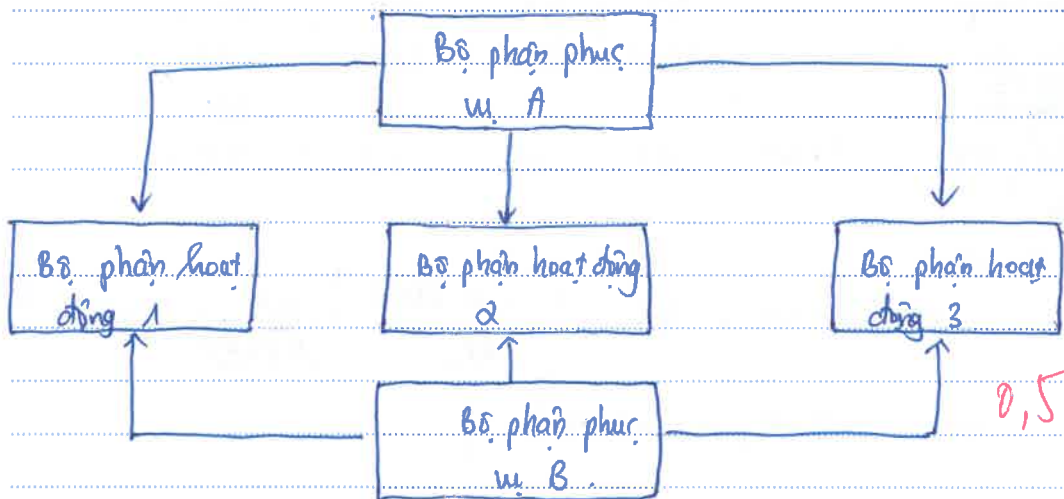 Bộ phận phục
vụ A
Bộ phận hoạt
động 1
Bộ phận hoạt động
2
Bộ phận hoạt
động 3
0,5
Bộ phận phục
vụ B.